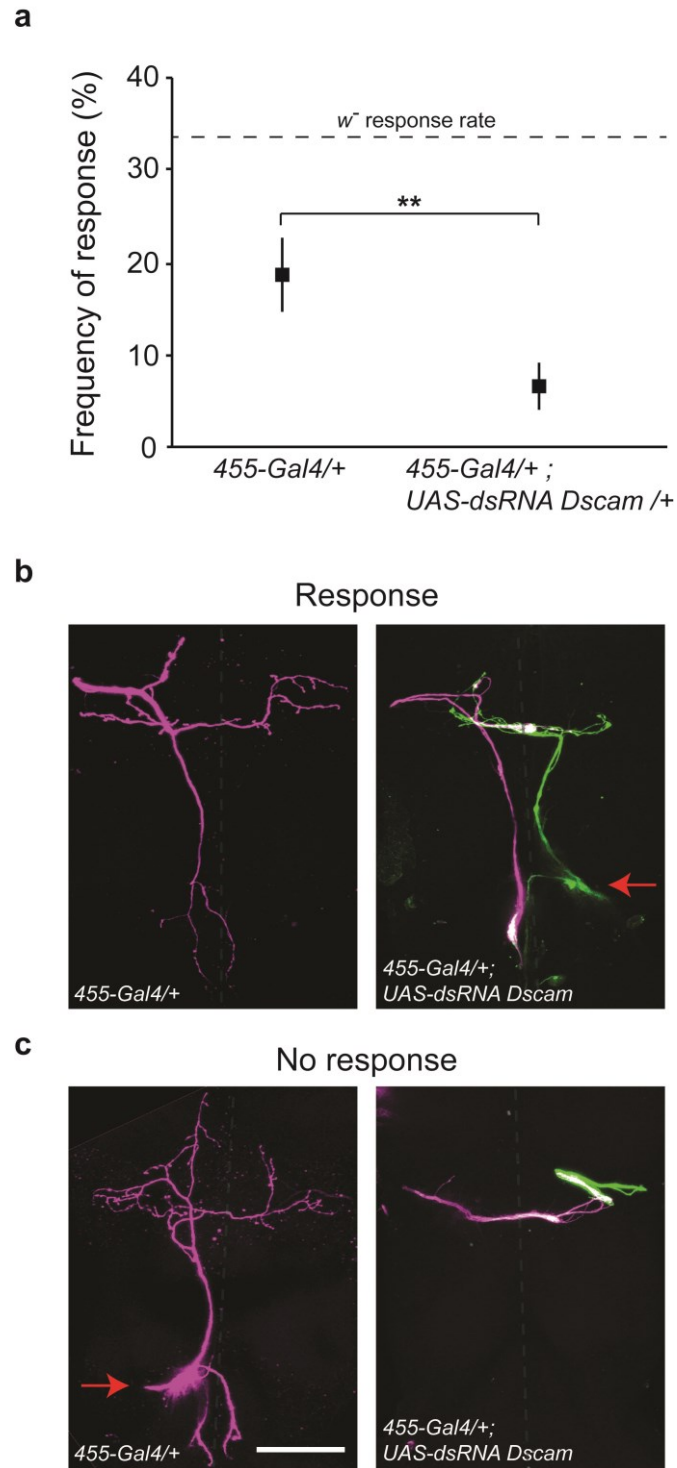 a
40
30
20
10
0
Frequency of response (%)
w⁻ response rate
**
455-Gal4/+
455-Gal4/+ ;
UAS-dsRNA Dscam /+
b
Response
455-Gal4/+
455-Gal4/+;
UAS-dsRNA Dscam
c
No response
455-Gal4/+
455-Gal4/+;
UAS-dsRNA Dscam